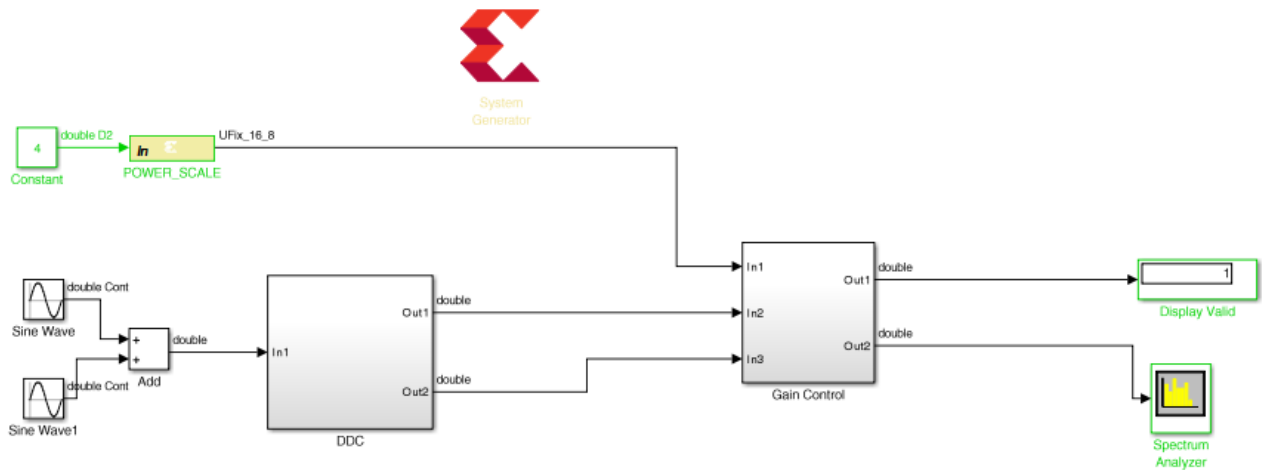 System
Generator
double D2
UFix_16_8
4
In
Constant
POWER_SCALE
double Cont
Sine Wave
+
+
double
Add
double Cont
Sine Wave1
In1
Out1
Out2
DDC
double
double
In1
In2
In3
Out1
Out2
Gain Control
double
double
1
Display Valid
Spectrum
Analyzer